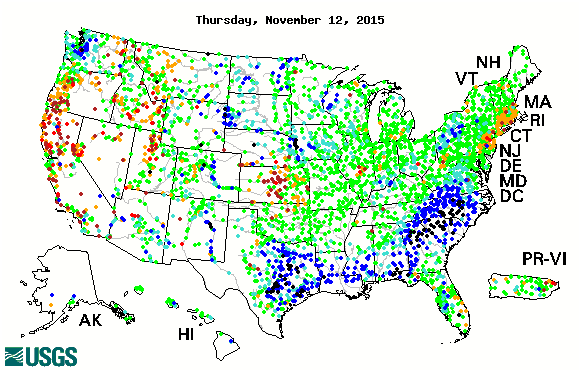 Thursday, November 12, 2015
NH
VT
MA
RI
CT
NJ
DE
MD
DC
PR-VI
AK
HI
USGS